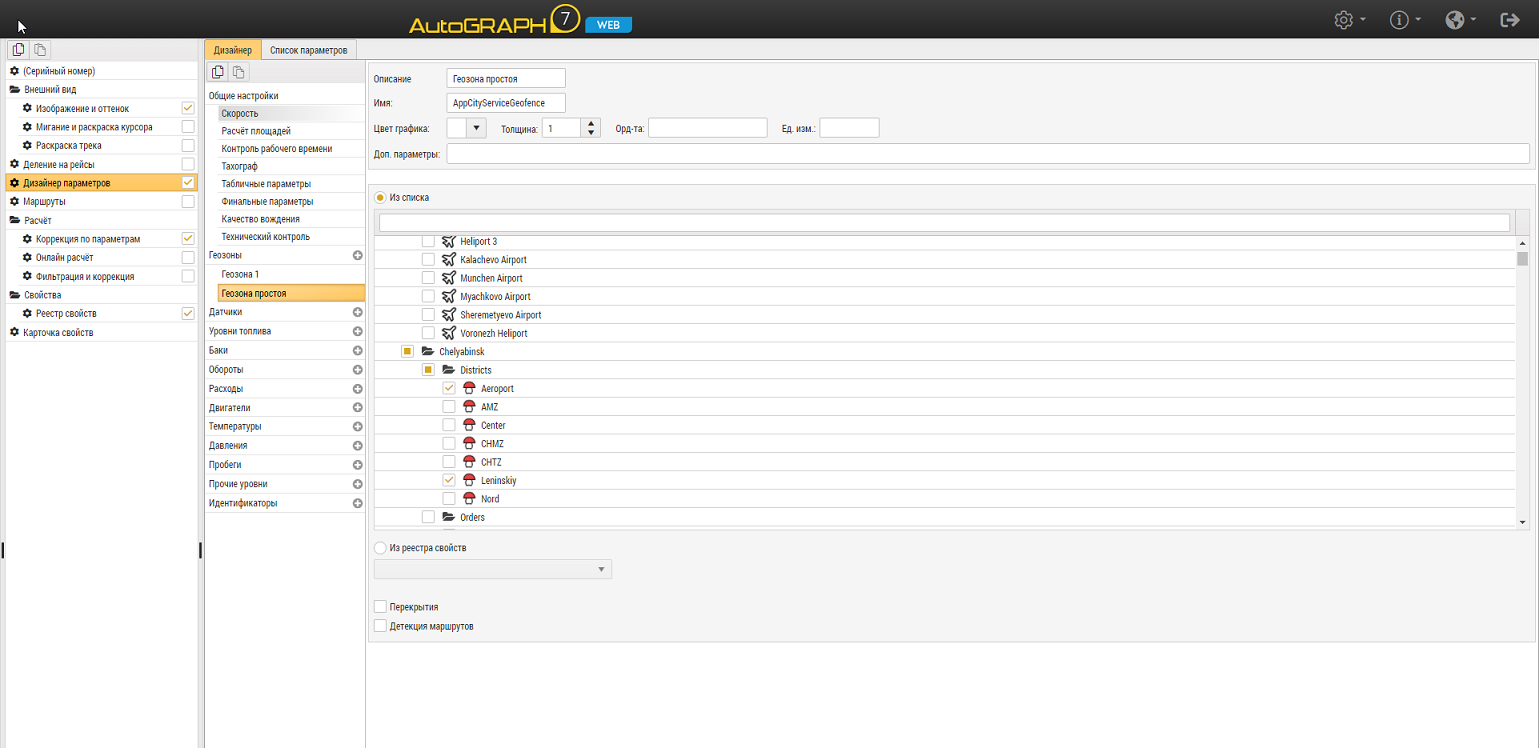 AutoGRAPH 7 WEB
(Серийный номер)
Внешний вид
Изображение и оттенок
Мигание и раскраска курсора
Раскраска трека
Деление на рейсы
Дизайнер параметров
Маршруты
Расчёт
Коррекция по параметрам
Онлайн расчёт
Фильтрация и коррекция
Свойства
Реестр свойств
Карточка свойств
Дизайнер Список параметров
Общие настройки
Скорость
Расчёт площадей
Контроль рабочего времени
Тахограф
Табличные параметры
Финальные параметры
Качество вождения
Технический контроль
Геозоны
Геозона 1
Геозона простоя
Датчики
Уровни топлива
Баки
Обороты
Расходы
Двигатели
Температуры
Давления
Пробеги
Прочие уровни
Идентификаторы
Описание Геозона простоя
Имя: AppCityServiceGeofence
Цвет графика: Толщина: 1 Орд-та: Ед. изм.:
Доп. параметры:
Из списка
Heliport 3
Kalachevo Airport
Munchen Airport
Myachkovo Airport
Sheremetyevo Airport
Voronezh Heliport
Chelyabinsk
Districts
Aeroport
AMZ
Center
CHMZ
CHTZ
Leninskiy
Nord
Orders
Из реестра свойств
Перекрытия
Детекция маршрутов